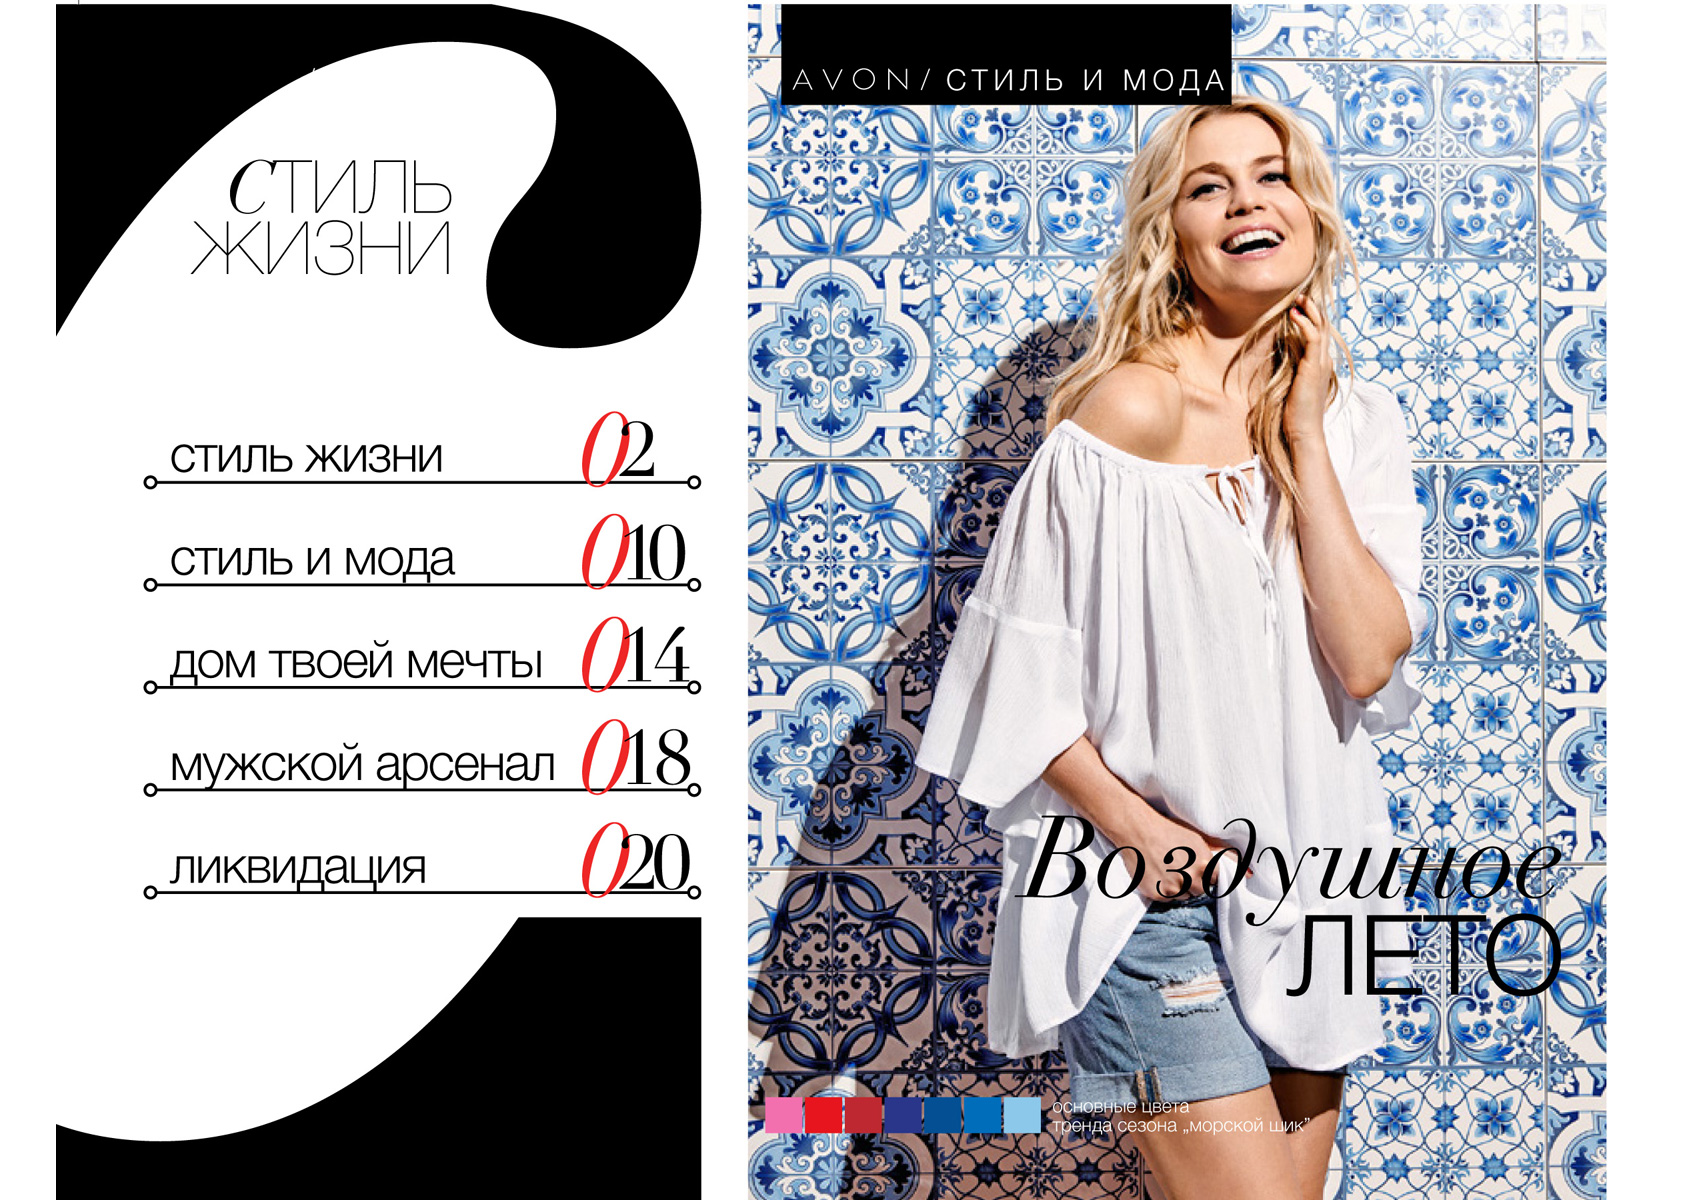 стиль
жизни
стиль жизни 02
стиль и мода 010
дом твоей мечты 014
мужской арсенал 018
ликвидация 020
AVON/ СТИЛЬ И МОДА
Воздушное
ЛЕТО
основные цвета
тренда сезона „морской шик”